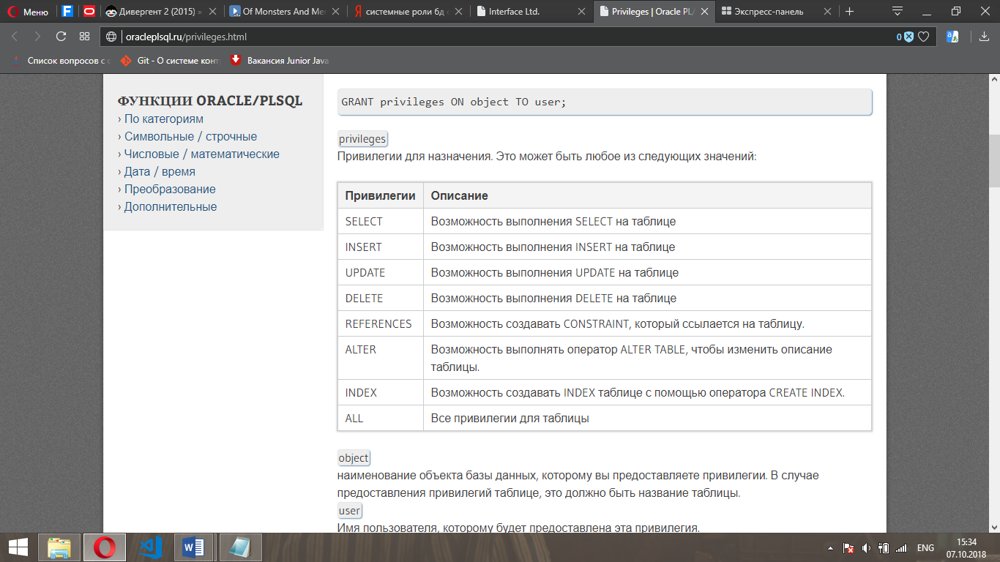 Меню
Дивергент 2 (2015) »
Of Monsters And Me
системные роли бд
Interface Ltd.
Privileges | Oracle PL/
Экспресс-панель
oracleplsql.ru/privileges.html
0
Список вопросов с
Git - О системе конт
Вакансия Junior Java
ФУНКЦИИ ORACLE/PLSQL
› По категориям
› Символьные / строчные
› Числовые / математические
› Дата / время
› Преобразование
› Дополнительные
GRANT privileges ON object TO user;
privileges
Привилегии для назначения. Это может быть любое из следующих значений:
Привилегии Описание
SELECT Возможность выполнения SELECT на таблице
INSERT Возможность выполнения INSERT на таблице
UPDATE Возможность выполнения UPDATE на таблице
DELETE Возможность выполнения DELETE на таблице
REFERENCES Возможность создавать CONSTRAINT, который ссылается на таблицу.
ALTER Возможность выполнять оператор ALTER TABLE, чтобы изменить описание
таблицы.
INDEX Возможность создавать INDEX таблице с помощью оператора CREATE INDEX.
ALL Все привилегии для таблицы
object
наименование объекта базы данных, которому вы предоставляете привилегии. В случае
предоставления привилегий таблице, это должно быть название таблицы.
user
Имя пользователя, которому будет предоставлена эта привилегия.
ENG
15:34
07.10.2018